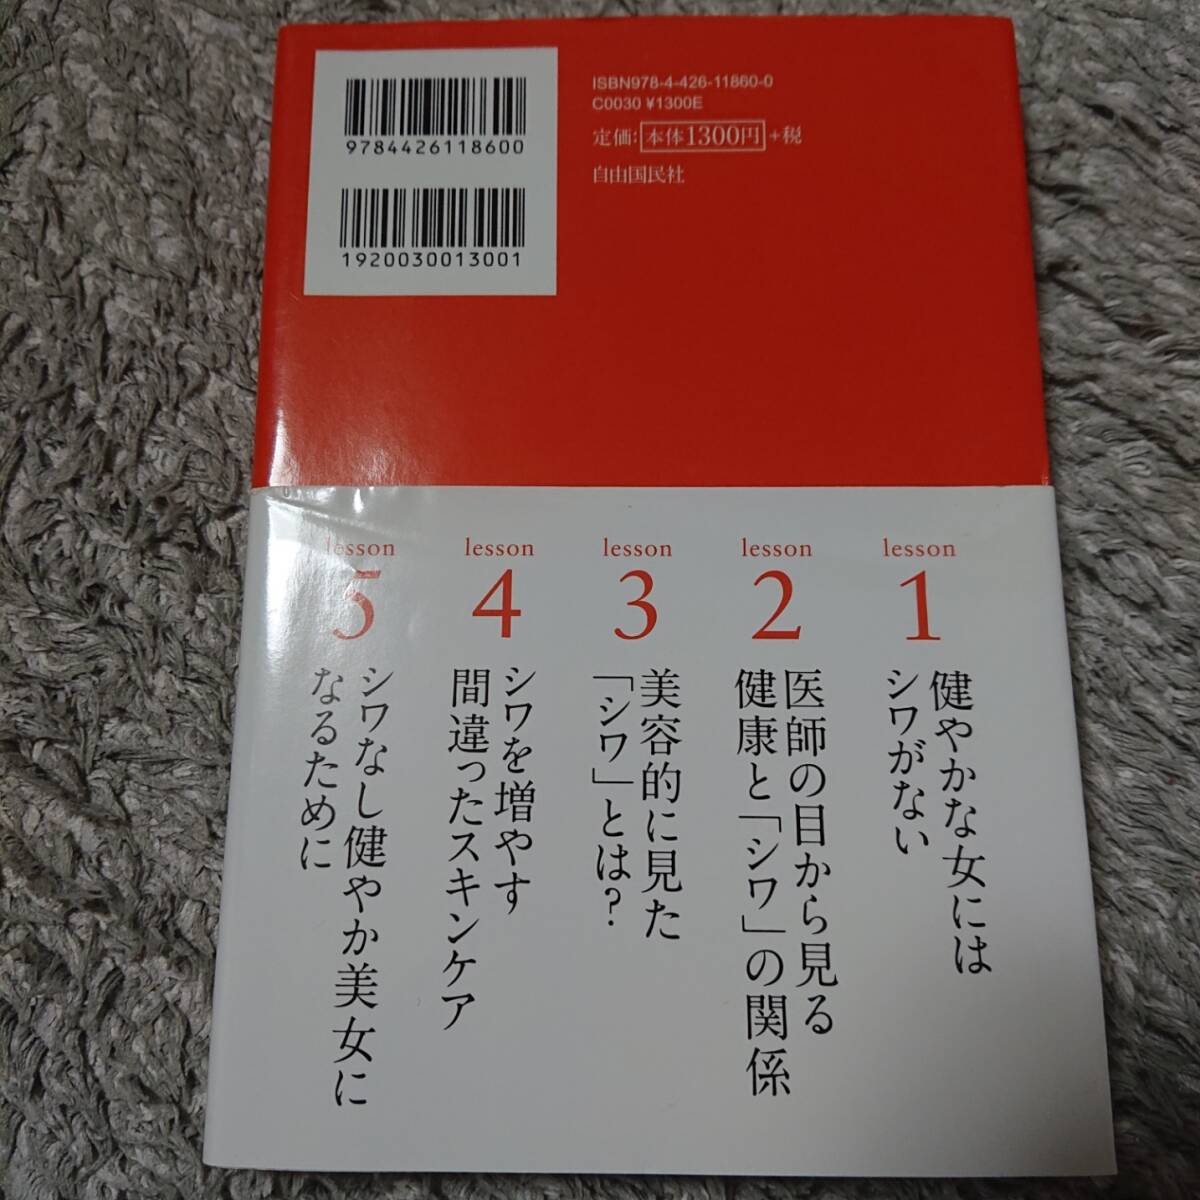 9784426118600
1920030013001
ISBN978-4-426-11860-0
C0030 ¥1300E
定価:本体1300円+税
自由国民社
lesson
1
健やかな女には
シワがない
lesson
2
医師の目から見る
健康と「シワ」の関係
lesson
3
美容的に見た
「シワ」とは?
lesson
4
シワを増やす
間違ったスキンケア
lesson
5
シワなし健やか美女に
なるために